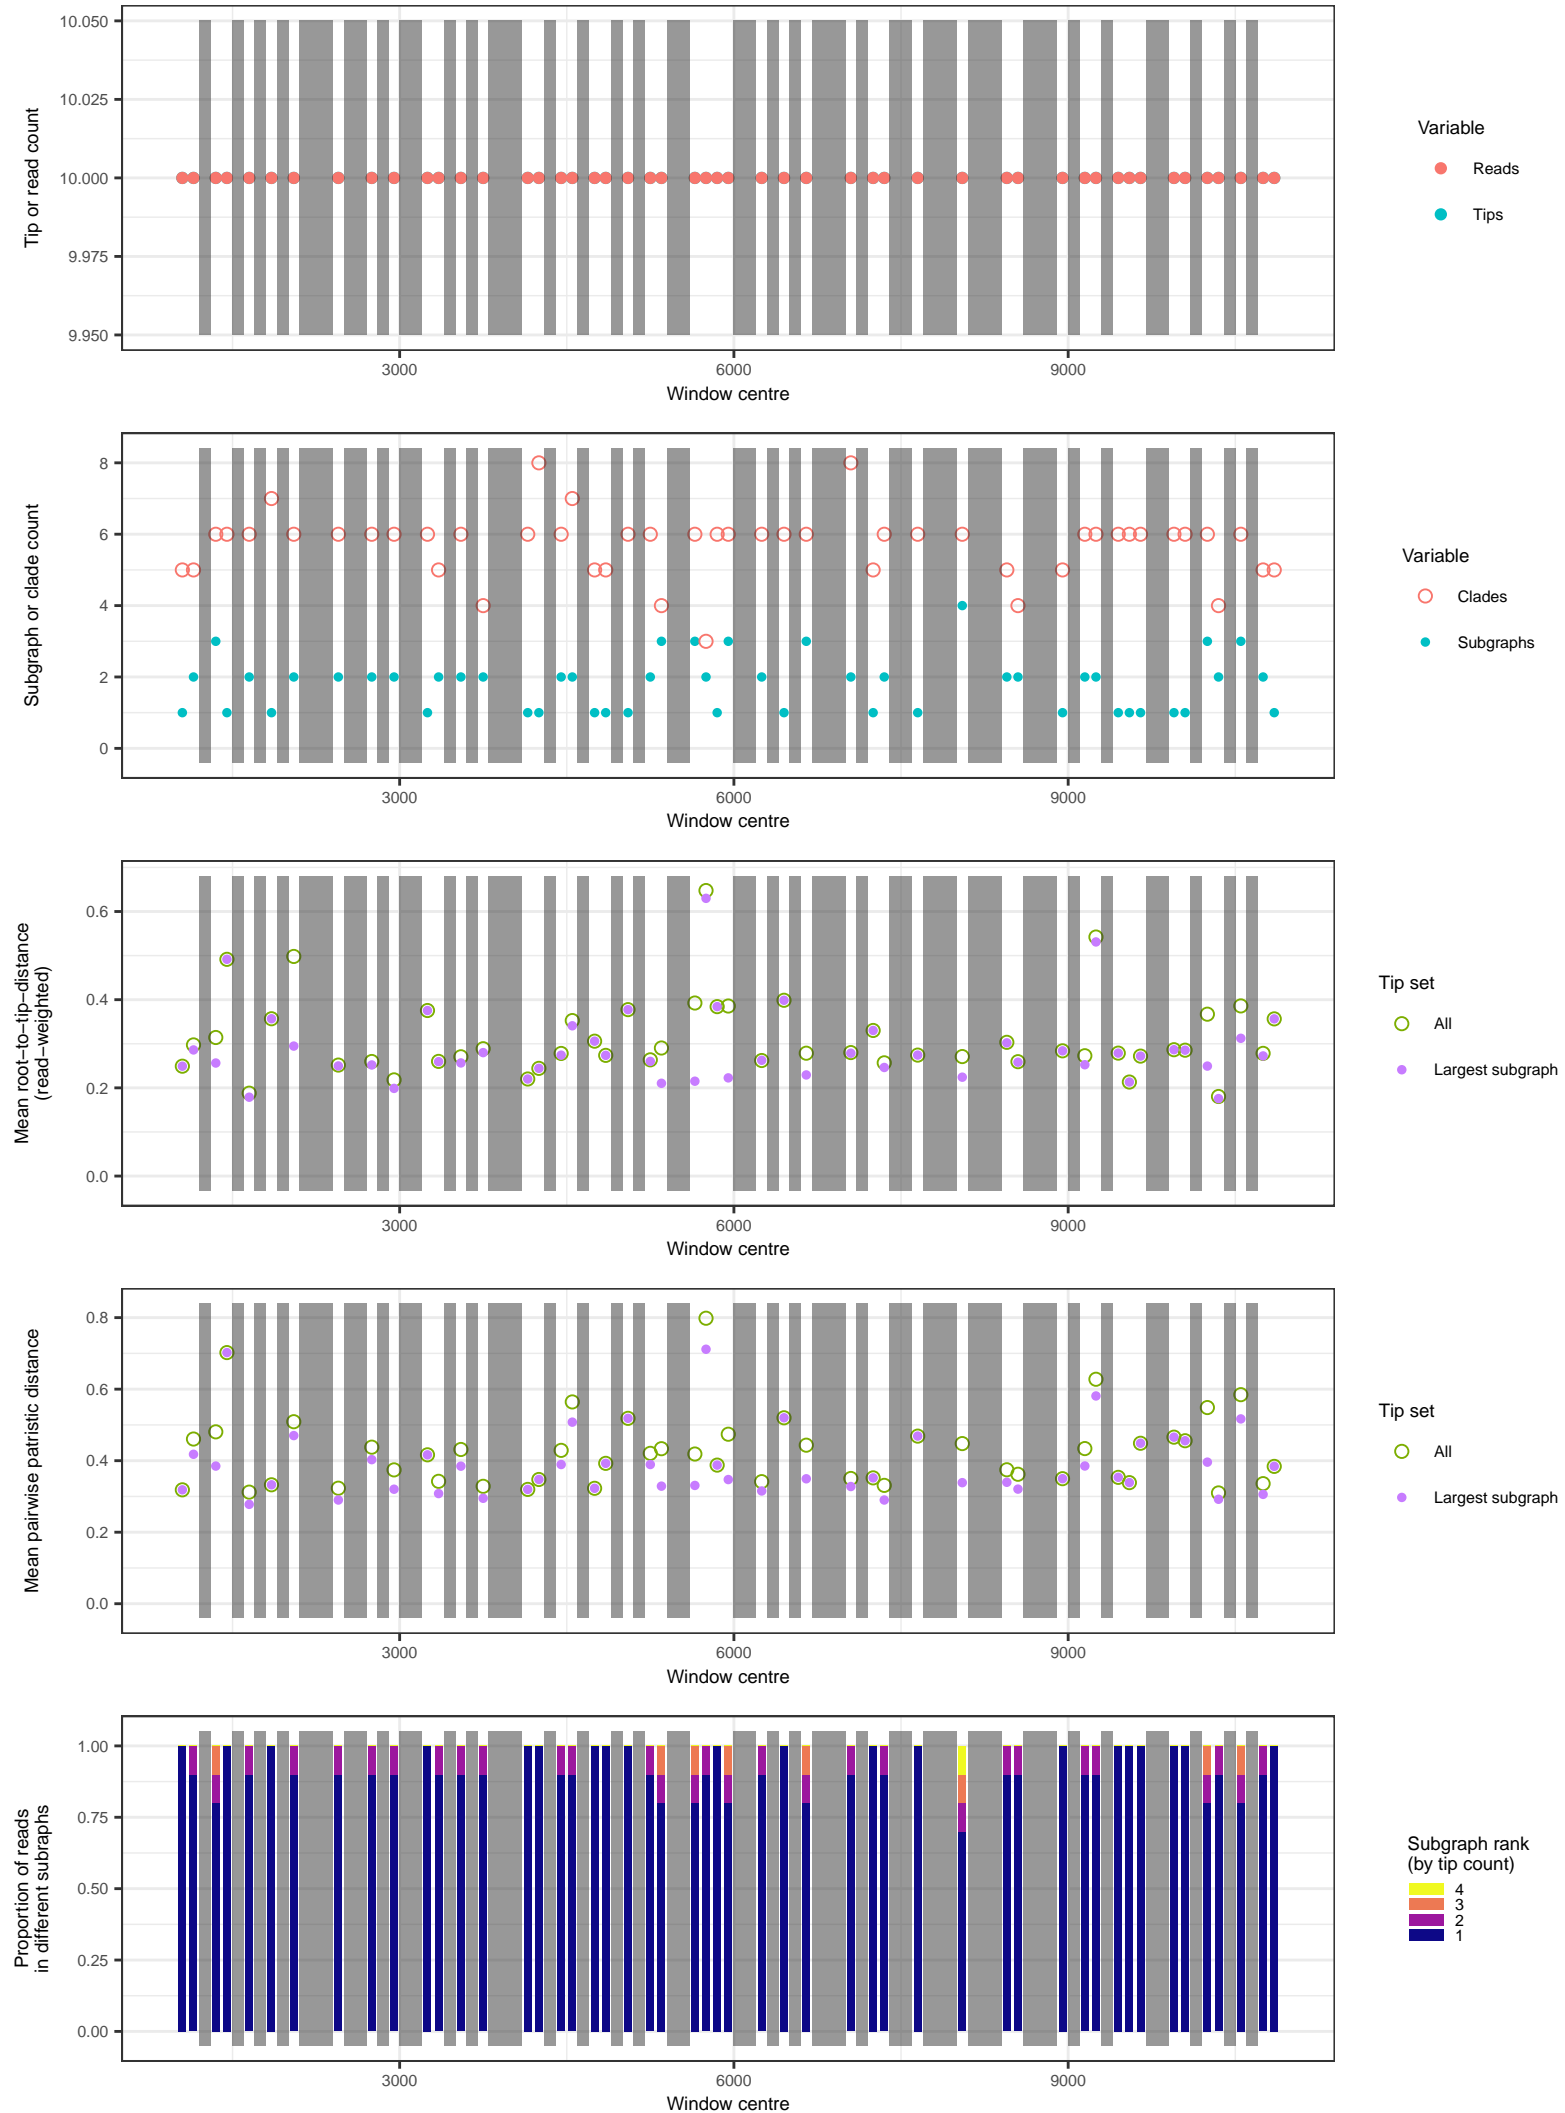 10.050
10.025
10.000
9.975
9.950
Tip or read count
3000 6000 9000
Window centre
Variable
Reads
Tips
8
6
4
2
0
Subgraph or clade count
3000 6000 9000
Window centre
Variable
Clades
Subgraphs
0.6
0.4
0.2
0.0
Mean root−to−tip−distance
(read−weighted)
3000 6000 9000
Window centre
Tip set
All
Largest subgraph
0.8
0.6
0.4
0.2
0.0
Mean pairwise patristic distance
3000 6000 9000
Window centre
Tip set
All
Largest subgraph
1.00
0.75
0.50
0.25
0.00
Proportion of reads
in different subraphs
3000 6000 9000
Window centre
Subgraph rank
(by tip count)
4
3
2
1